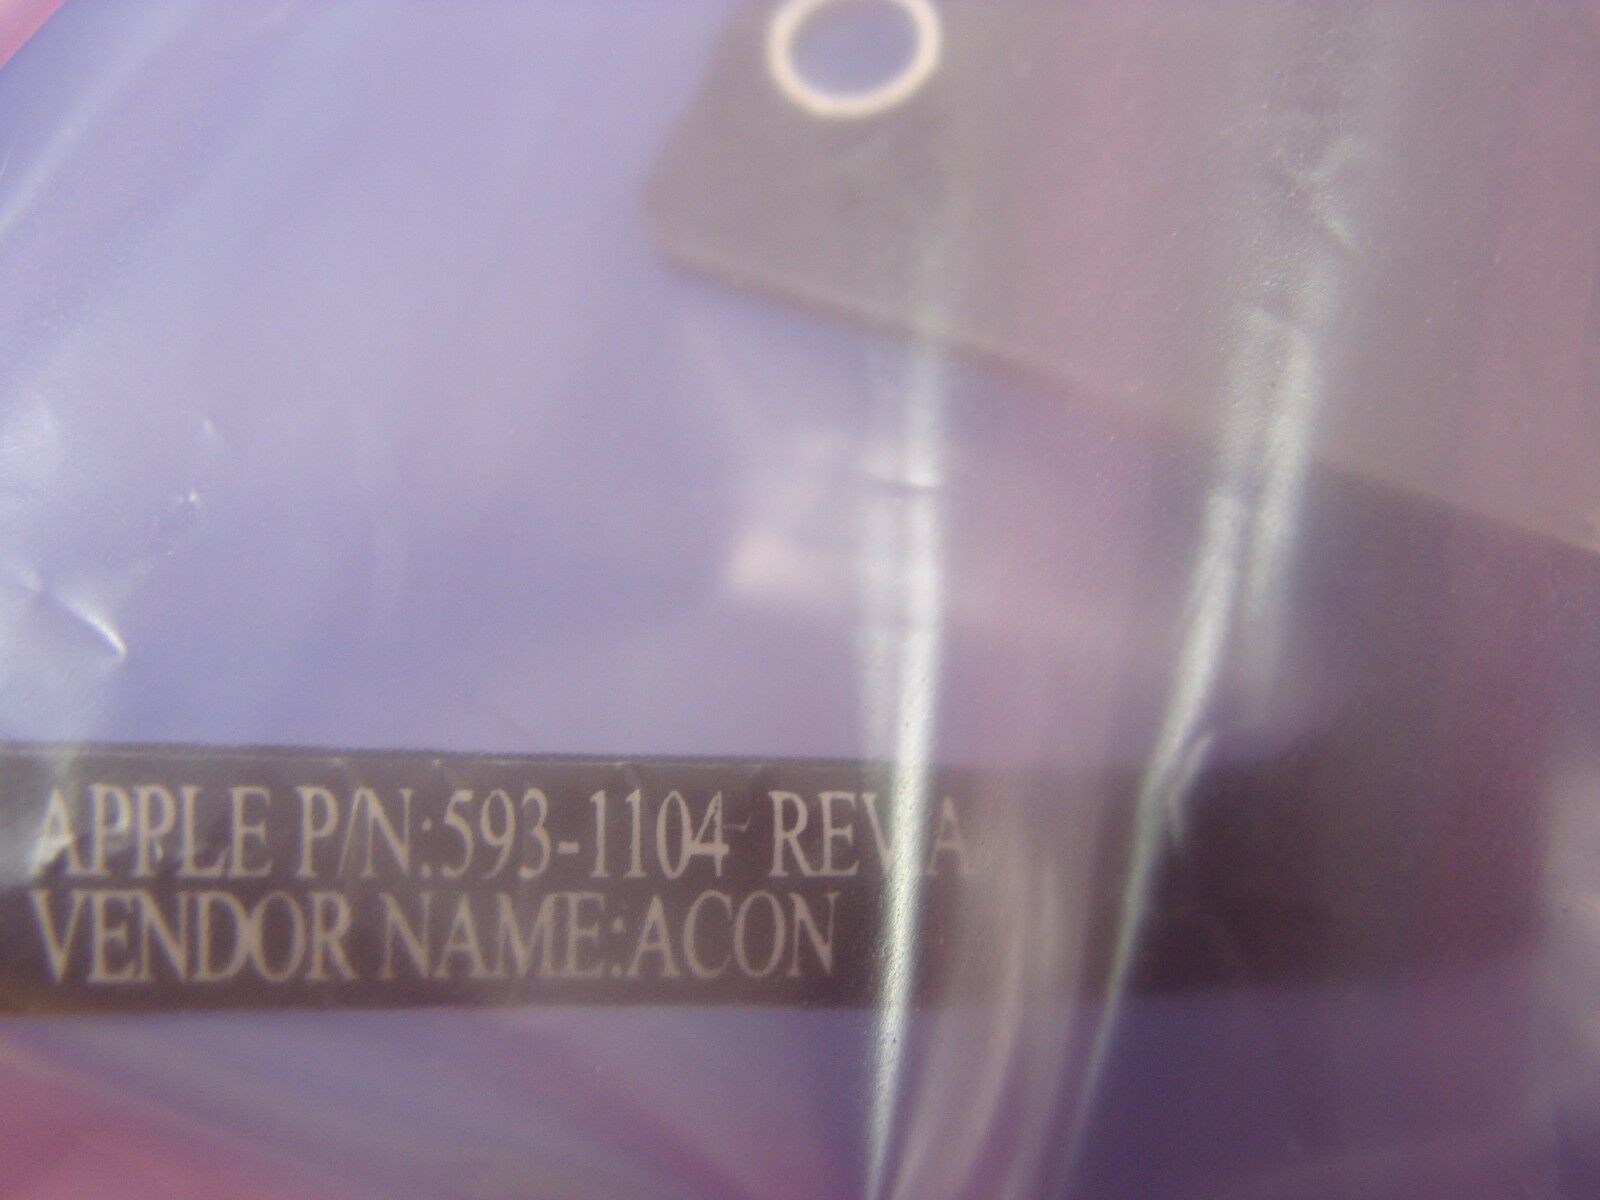 APPLE P/N:593-1104 REV A
VENDOR NAME:ACON